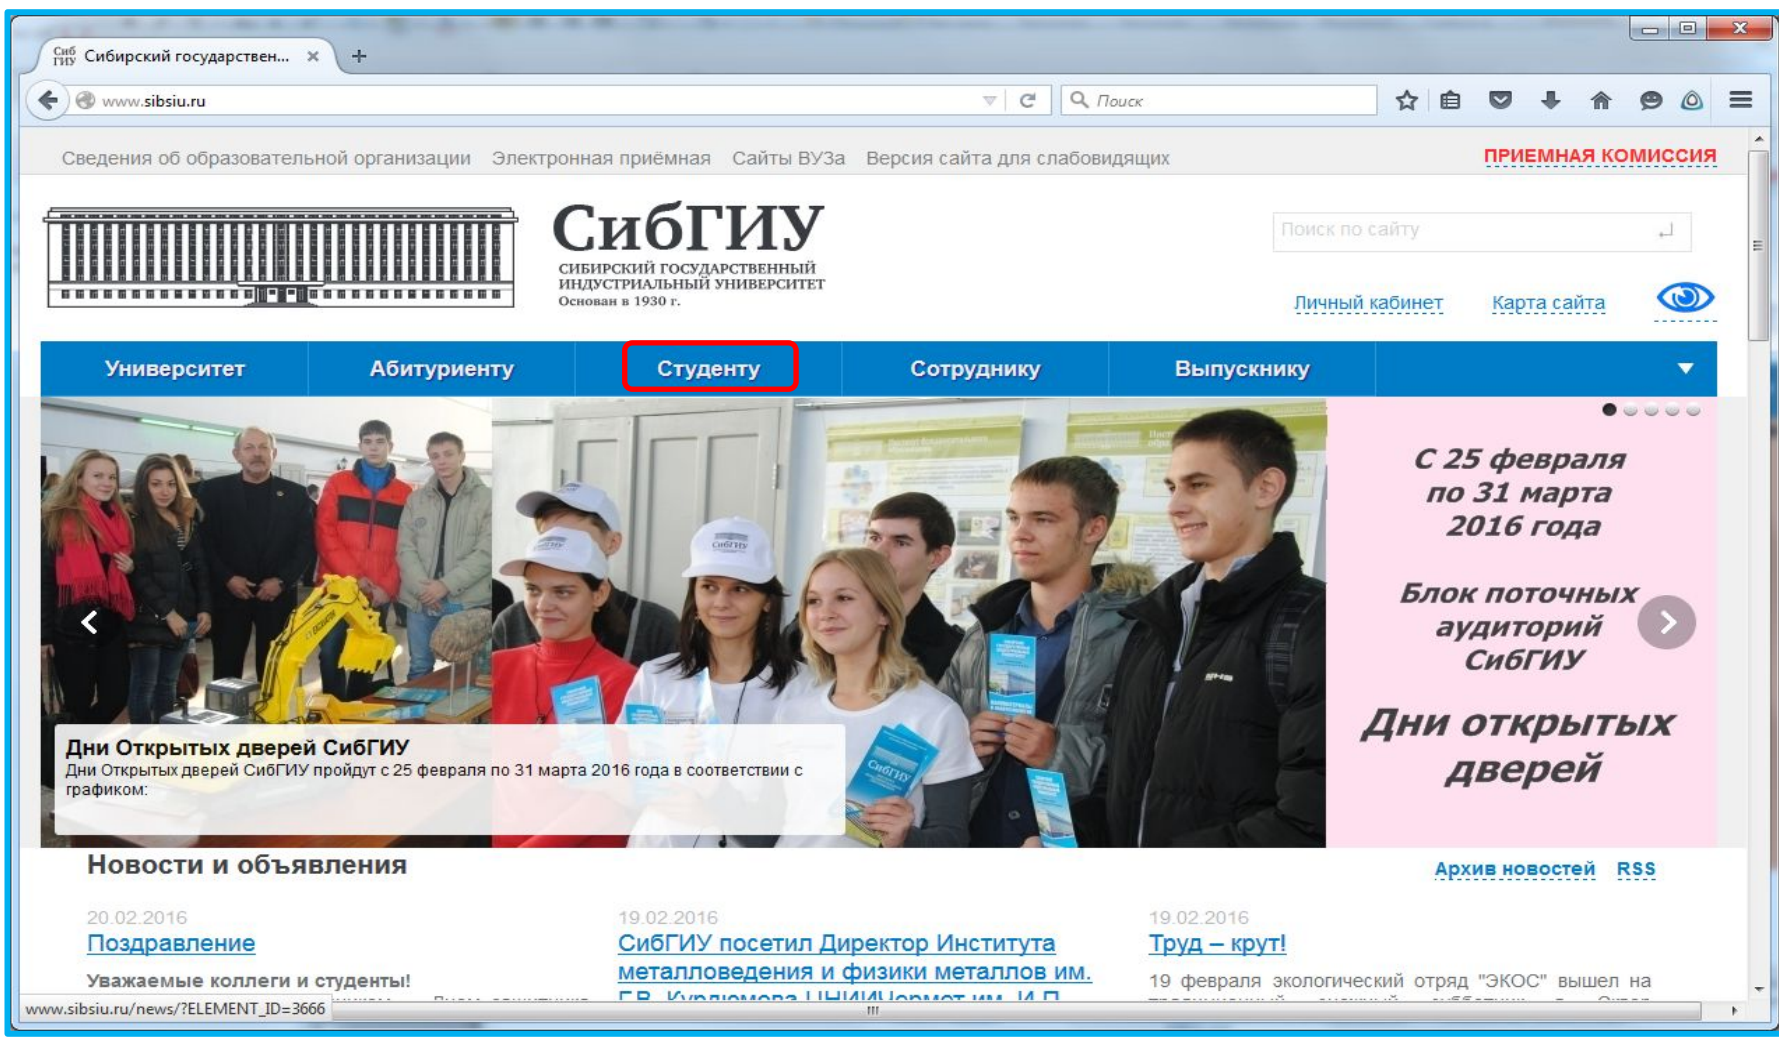 Сиб
ГИУ
Сибирский государствен...
www.sibsiu.ru
Поиск
Сведения об образовательной организации Электронная приёмная Сайты ВУЗа Версия сайта для слабовидящих
ПРИЕМНАЯ КОМИССИЯ
СибГИУ
СИБИРСКИЙ ГОСУДАРСТВЕННЫЙ
ИНДУСТРИАЛЬНЫЙ УНИВЕРСИТЕТ
Основан в 1930 г.
Поиск по сайту
Личный кабинет Карта сайта
Университет Абитуриенту Студенту Сотруднику Выпускнику
С 25 февраля
по 31 марта
2016 года
Блок поточных
аудиторий
СибГИУ
Дни открытых
дверей
СибГИУ
СибГИУ
Дни Открытых дверей СибГИУ
Дни Открытых дверей СибГИУ пройдут с 25 февраля по 31 марта 2016 года в соответствии с
графиком:
Новости и объявления
Архив новостей RSS
20.02.2016
Поздравление
Уважаемые коллеги и студенты!
19.02.2016
СибГИУ посетил Директор Института
металловедения и физики металлов им.
Г.В. Курдюмова ЦНИИЧермет им. И.П.
19.02.2016
Труд – крут!
19 февраля экологический отряд "ЭКОС" вышел на
www.sibsiu.ru/news/?ELEMENT_ID=3666